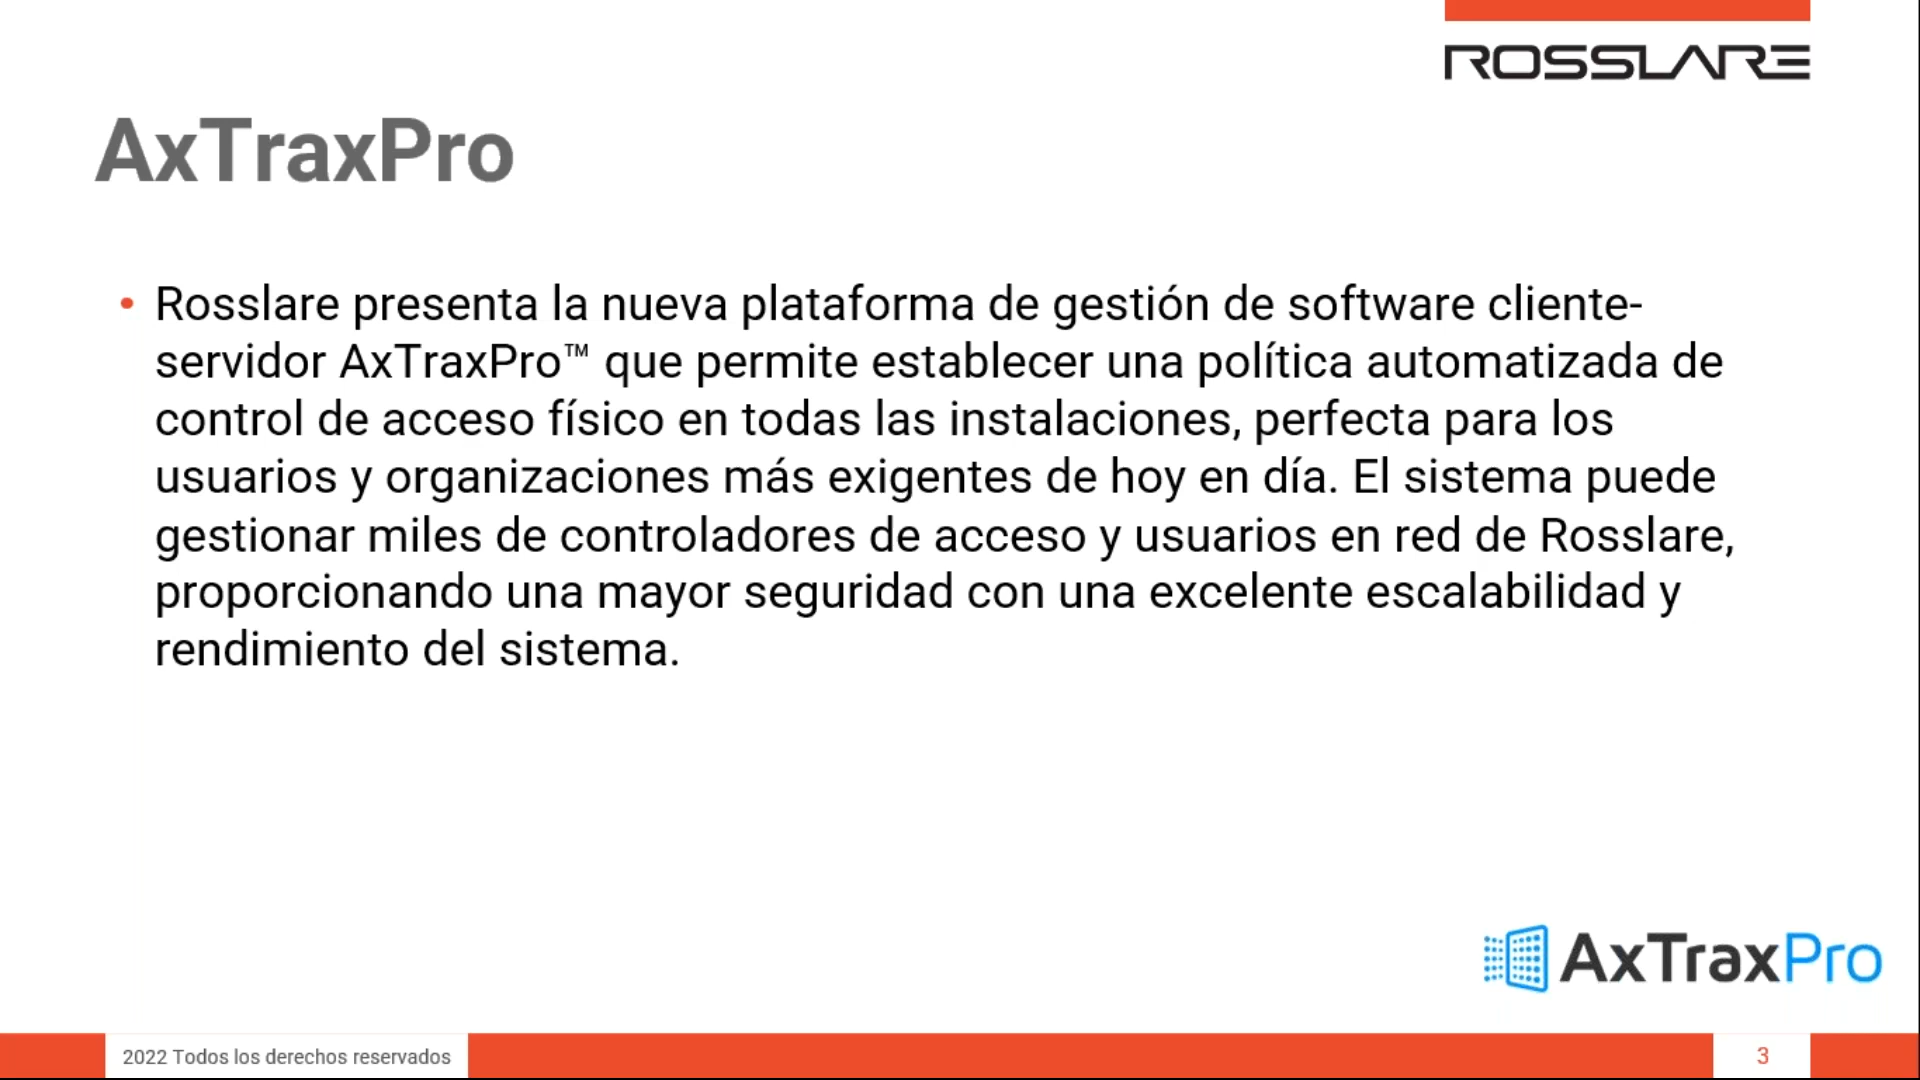 ROSSLARE
AxTraxPro
• Rosslare presenta la nueva plataforma de gestión de software cliente-
servidor AxTraxPro™ que permite establecer una política automatizada de
control de acceso físico en todas las instalaciones, perfecta para los
usuarios y organizaciones más exigentes de hoy en día. El sistema puede
gestionar miles de controladores de acceso y usuarios en red de Rosslare,
proporcionando una mayor seguridad con una excelente escalabilidad y
rendimiento del sistema.
AxTraxPro
2022 Todos los derechos reservados
3